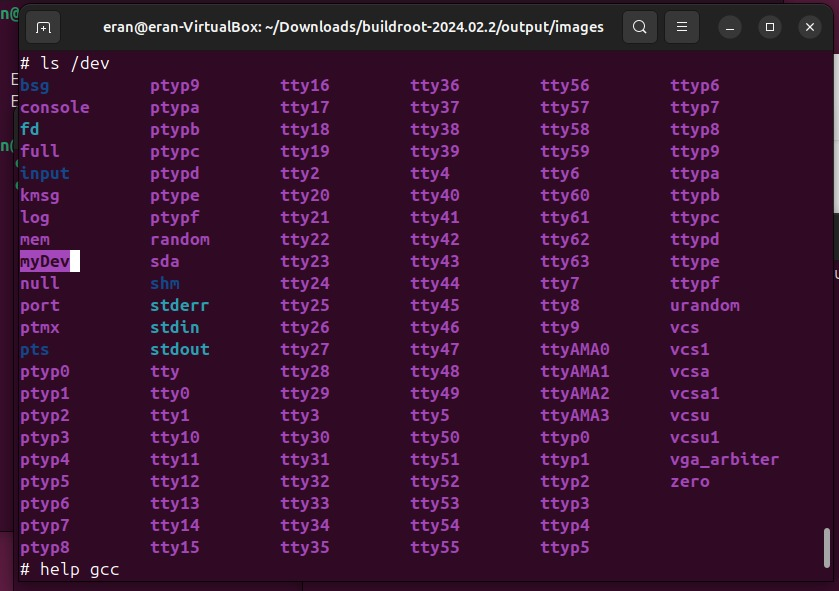 eran@eran-VirtualBox: ~/Downloads/buildroot-2024.02.2/output/images
# ls /dev
bsg ptyp9 tty16 tty36 tty56 ttyp6
console ptypa tty17 tty37 tty57 ttyp7
fd ptypb tty18 tty38 tty58 ttyp8
full ptypc tty19 tty39 tty59 ttyp9
input ptypd tty2 tty4 tty6 ttypa
kmsg ptype tty20 tty40 tty60 ttypb
log ptypf tty21 tty41 tty61 ttypc
mem random tty22 tty42 tty62 ttypd
myDev sda tty23 tty43 tty63 ttype
null shm tty24 tty44 tty7 ttypf
port stderr tty25 tty45 tty8 urandom
ptmx stdin tty26 tty46 tty9 vcs
pts stdout tty27 tty47 ttyAMA0 vcs1
ptyp0 tty tty28 tty48 ttyAMA1 vcsa
ptyp1 tty0 tty29 tty49 ttyAMA2 vcsa1
ptyp2 tty1 tty3 tty5 ttyAMA3 vcsu
ptyp3 tty10 tty30 tty50 ttyp0 vcsu1
ptyp4 tty11 tty31 tty51 ttyp1 vga_arbiter
ptyp5 tty12 tty32 tty52 ttyp2 zero
ptyp6 tty13 tty33 tty53 ttyp3
ptyp7 tty14 tty34 tty54 ttyp4
ptyp8 tty15 tty35 tty55 ttyp5
# help gcc